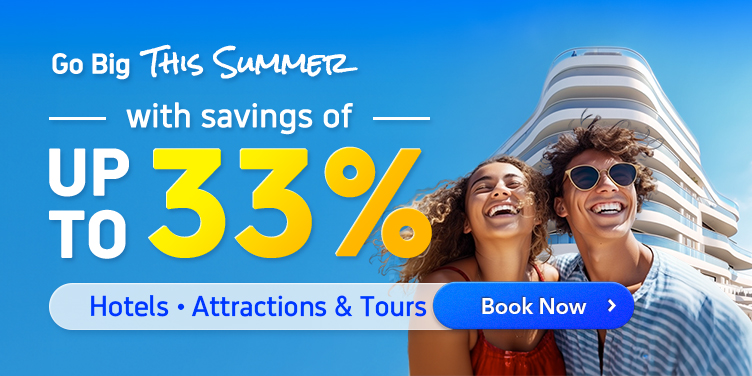 Go Big This Summer
with savings of
UP TO 33%
Hotels • Attractions & Tours
Book Now